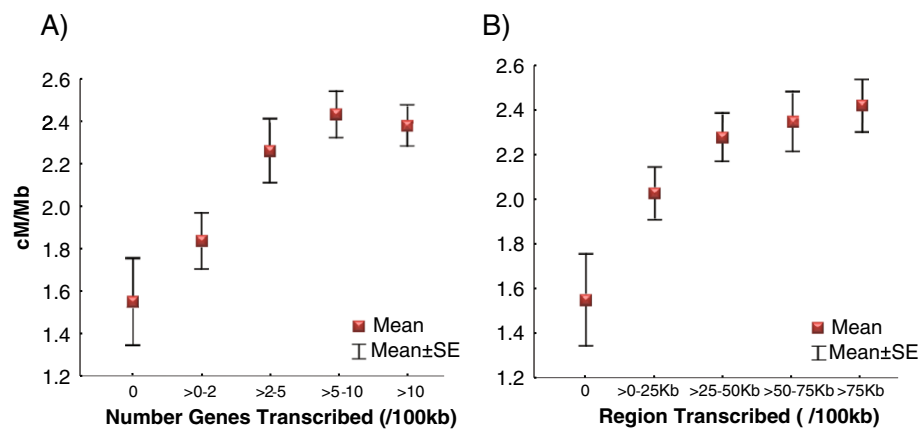 A)
2.6
2.4
2.2
2.0
1.8
1.6
1.4
1.2
cM/Mb
Mean
Mean±SE
0 >0-2 >2-5 >5-10 >10
Number Genes Transcribed (/100kb)
B)
2.6
2.4
2.2
2.0
1.8
1.6
1.4
1.2
Mean
Mean±SE
0 >0-25Kb >25-50Kb >50-75Kb >75Kb
Region Transcribed ( /100kb)